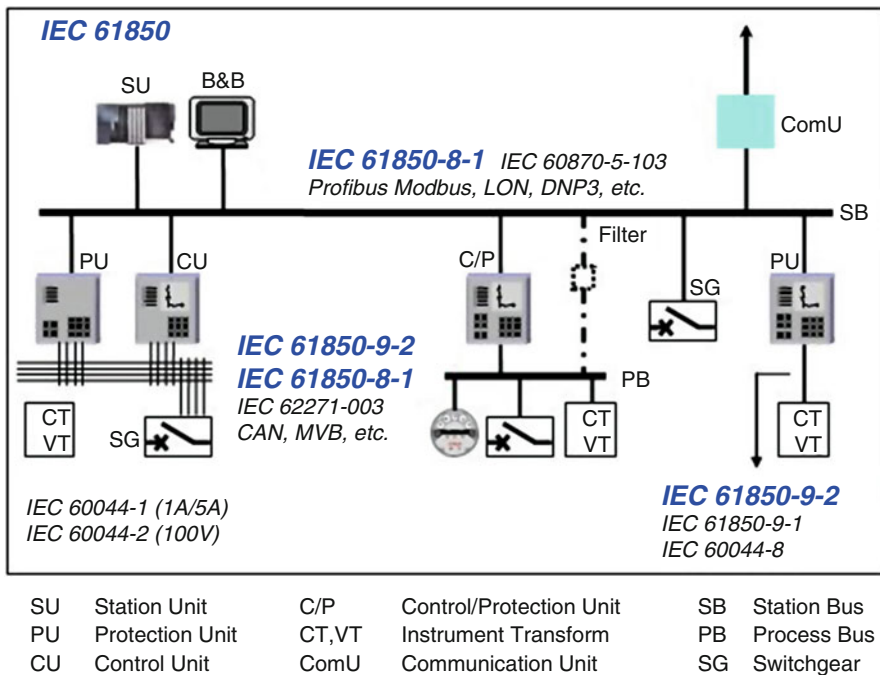 IEC 61850
SU
B&B
ComU
IEC 61850-8-1 IEC 60870-5-103
Profibus Modbus, LON, DNP3, etc.
SB
PU
CU
C/P
Filter
SG
PU
IEC 61850-9-2
IEC 61850-8-1
IEC 62271-003
CAN, MVB, etc.
PB
CT
VT
SG
CT
VT
CT
VT
IEC 60044-1 (1A/5A)
IEC 60044-2 (100V)
IEC 61850-9-2
IEC 61850-9-1
IEC 60044-8
SU Station Unit C/P Control/Protection Unit SB Station Bus
PU Protection Unit CT,VT Instrument Transform PB Process Bus
CU Control Unit ComU Communication Unit SG Switchgear